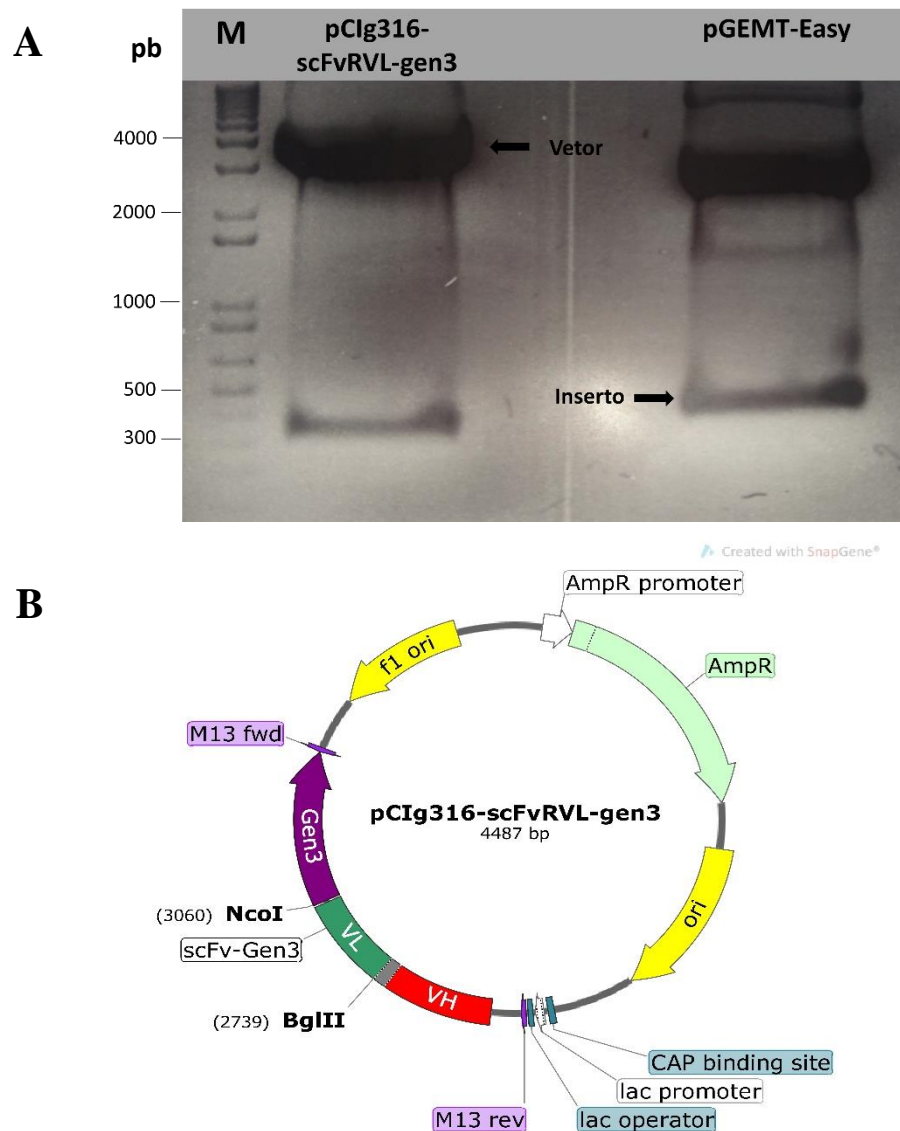 A
pb
M
pCIg316-
scFvRVL-gen3
pGEMT-Easy
4000
Vetor
2000
1000
500
Inserto
300
Created with SnapGene®
B
AmpR promoter
f1 ori
AmpR
M13 fwd
Gen3
pCIg316-scFvRVL-gen3
4487 bp
(3060) NcoI
scFv-Gen3
VL
ori
(2739) BglII
VH
CAP binding site
lac promoter
M13 rev
lac operator